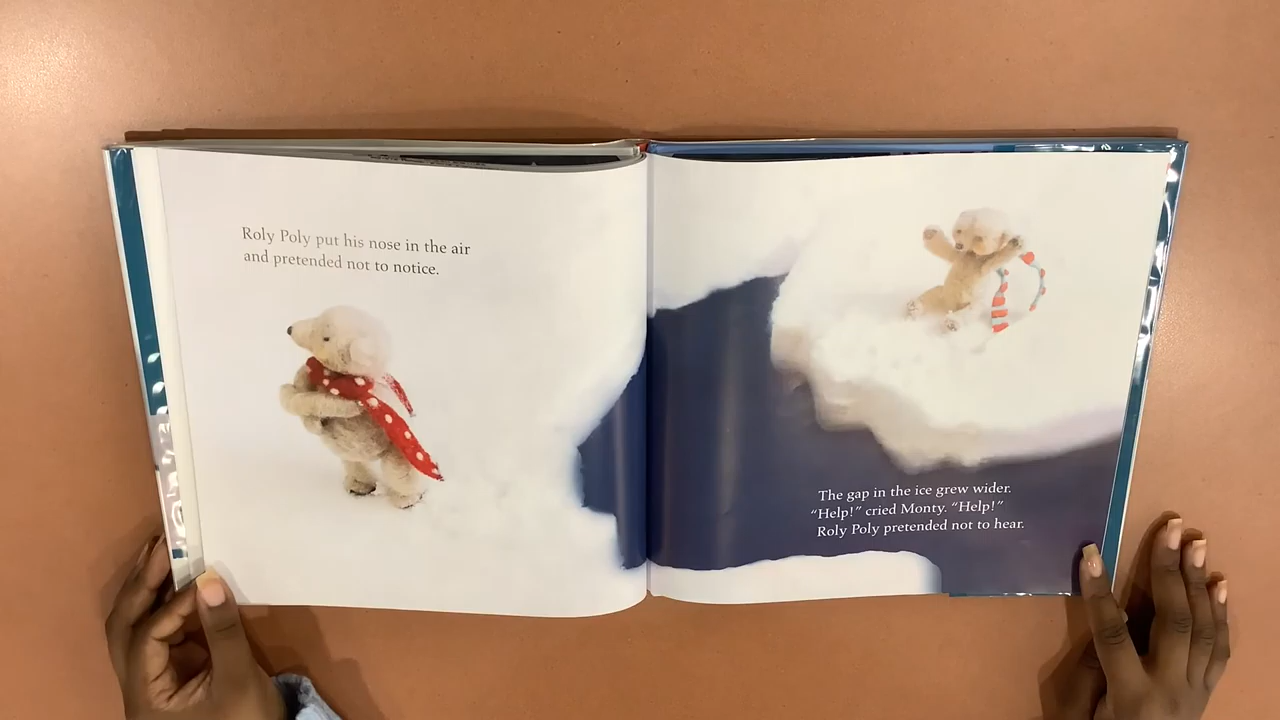 Roly Poly put his nose in the air
and pretended not to notice.
The gap in the ice grew wider.
“Help!” cried Monty. “Help!”
Roly Poly pretended not to hear.